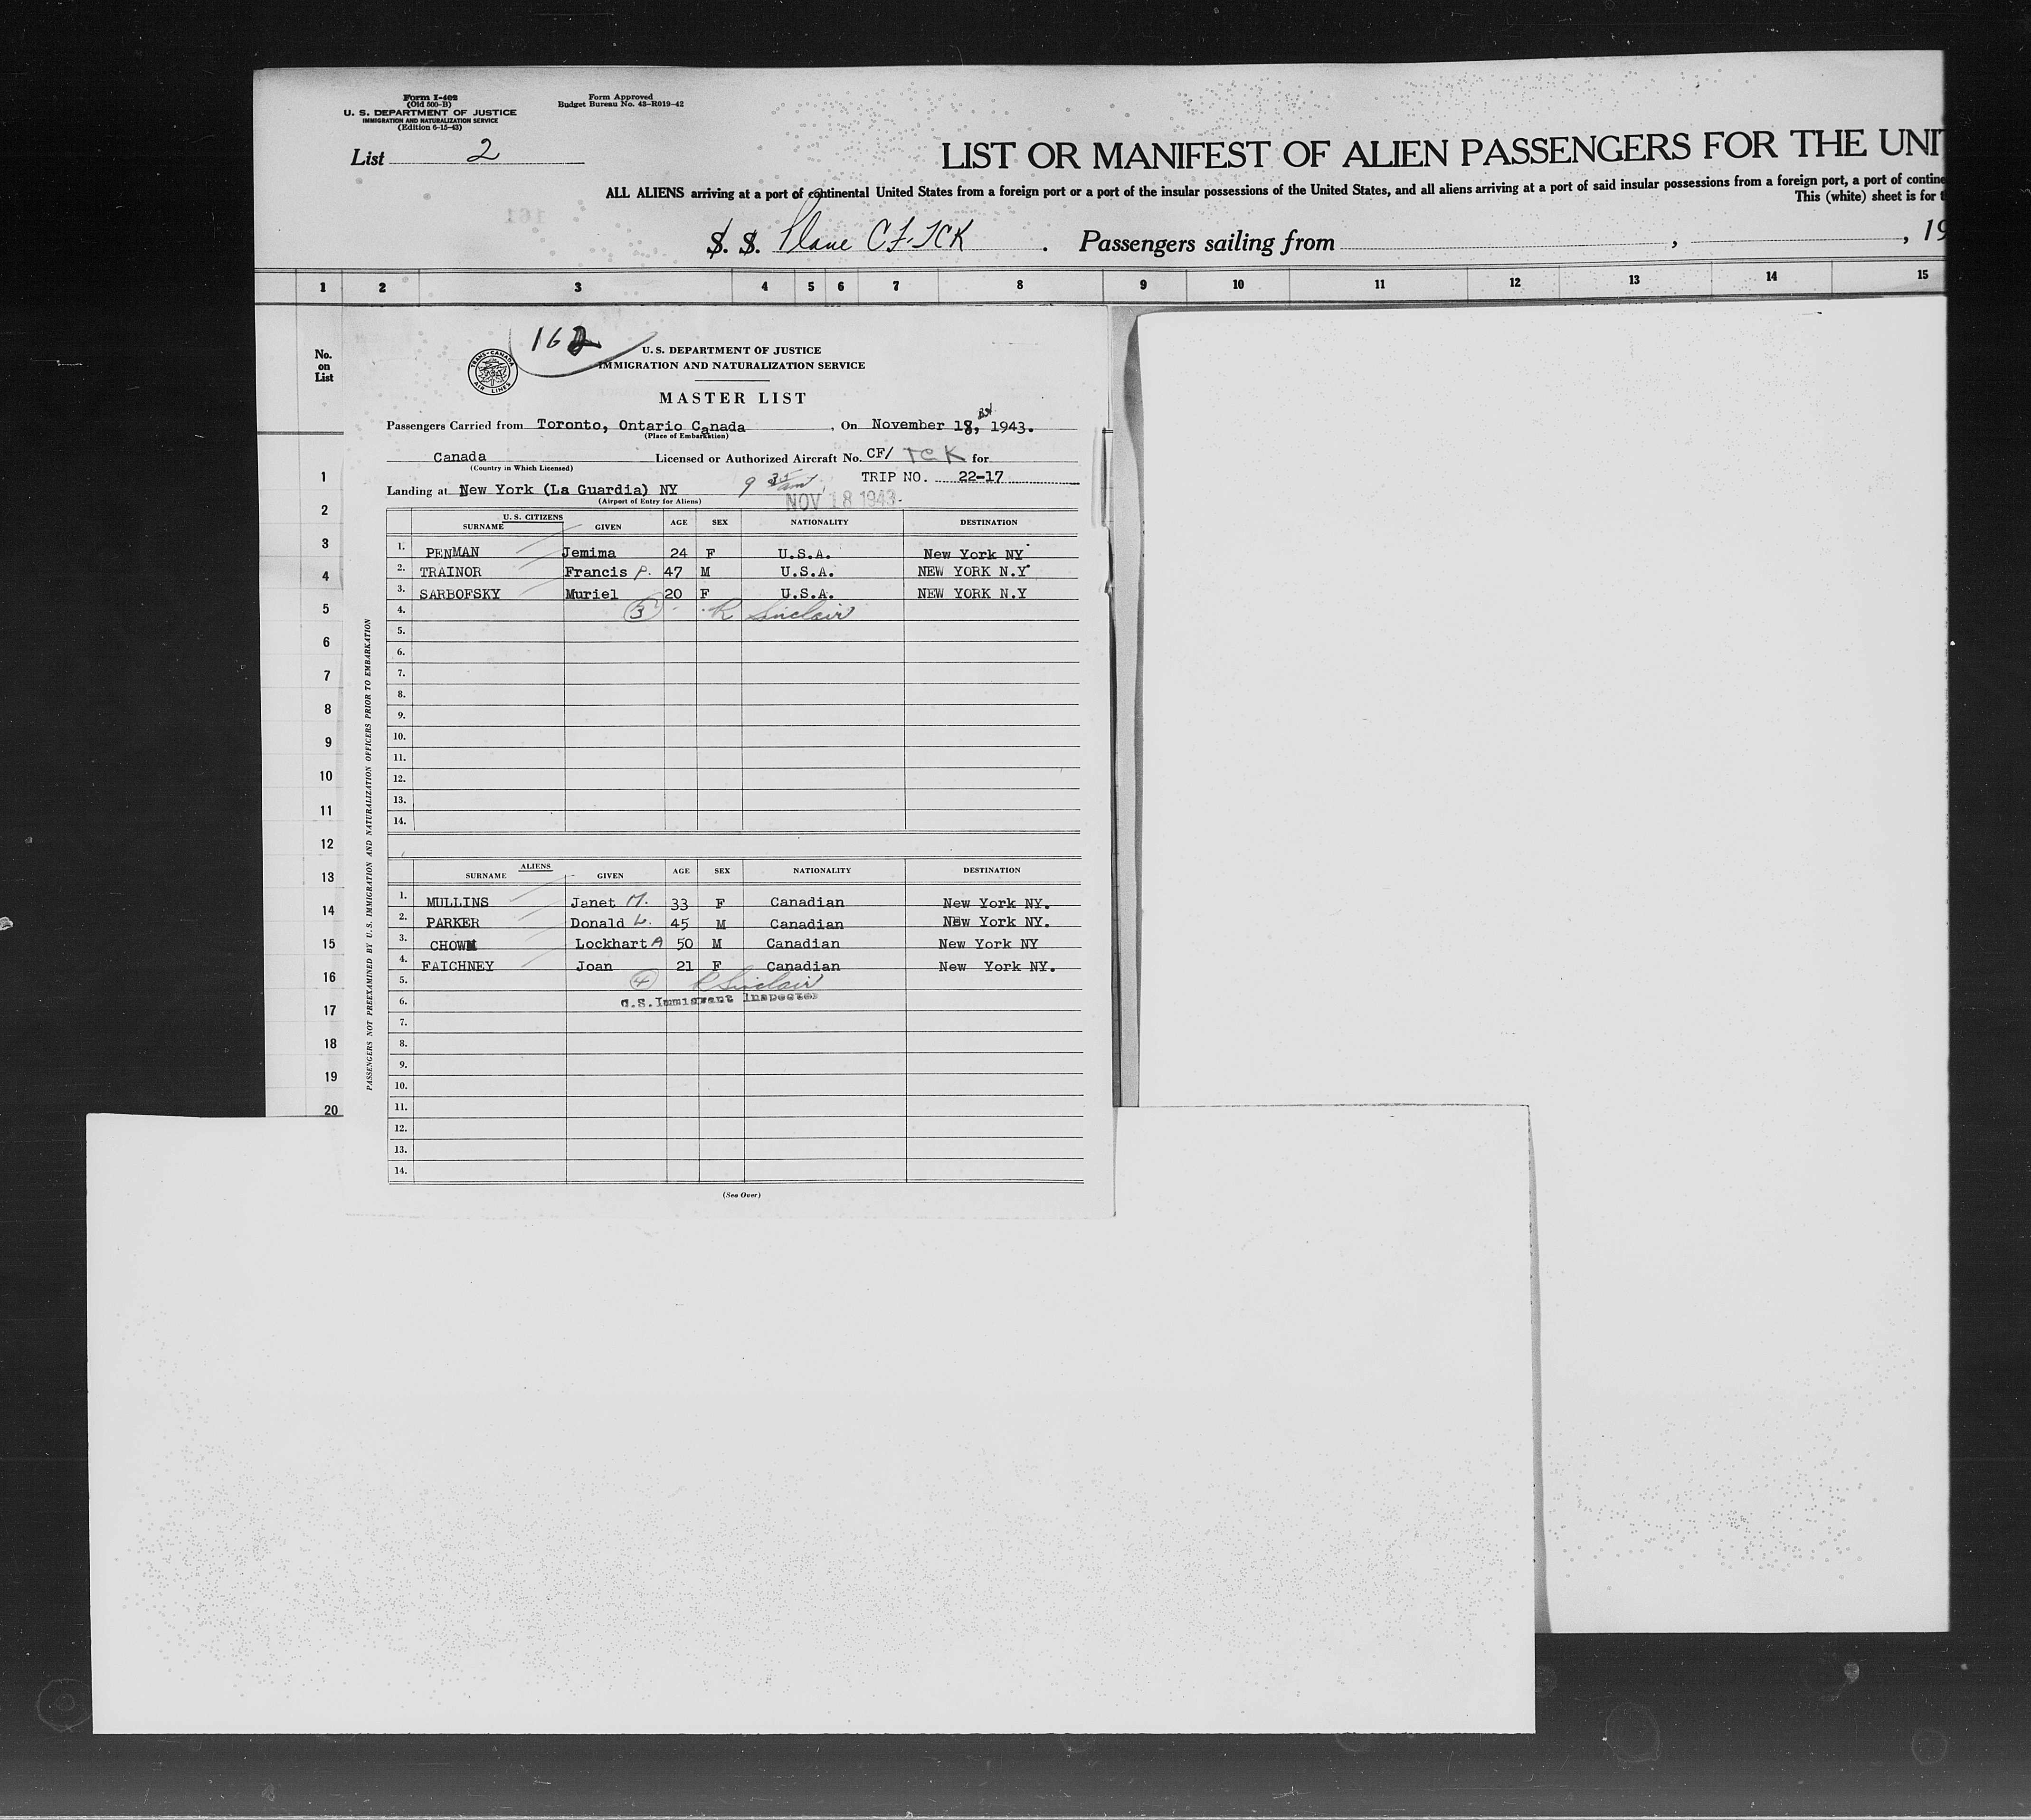 Form I-402
(Old 500-B)
U. S. DEPARTMENT OF JUSTICE
IMMIGRATION AND NATURALIZATION SERVICE
(Edition 6-15-43)
Form Approved
Budget Bureau No. 43-R019-42
List 2
LIST OR MANIFEST OF ALIEN PASSENGERS FOR THE UNIT
ALL ALIENS arriving at a port of continental United States from a foreign port or a port of the insular possessions of the United States, and all aliens arriving at a port of said insular possessions from a foreign port, a port of contine
This (white) sheet is for t
161
S. S. Plane CF-TCK . Passengers sailing from , , 19
1 2 3 4 5 6 7 8 9 10 11 12 13 14 15
No.
on
List
1
2
3
4
5
6
7
8
9
10
11
12
13
14
15
16
17
18
19
20
PASSENGERS NOT PREEXAMINED BY U.S. IMMIGRATION AND NATURALIZATION OFFICERS PRIOR TO EMBARKATION
162
TRANS-CANADA
AIR LINES
U. S. DEPARTMENT OF JUSTICE
IMMIGRATION AND NATURALIZATION SERVICE
MASTER LIST
Passengers Carried from Toronto, Ontario Canada , On November 18, 1943.
(Place of Embarkation)
Canada Licensed or Authorized Aircraft No. CF/ TCK for
(Country in Which Licensed)
TRIP NO. 22-17
Landing at New York (La Guardia) NY 9 35 am
(Airport of Entry for Aliens)
NOV 18 1943
U. S. CITIZENS
SURNAME GIVEN AGE SEX NATIONALITY DESTINATION
1. PENMAN Jemima 24 F U.S.A. New York NY
2. TRAINOR Francis P. 47 M U.S.A. NEW YORK N.Y
3. SARBOFSKY Muriel 20 F U.S.A. NEW YORK N.Y
4. 3 R Sinclair
5.
6.
7.
8.
9.
10.
11.
12.
13.
14.
ALIENS
SURNAME GIVEN AGE SEX NATIONALITY DESTINATION
1. MULLINS Janet M. 33 F Canadian New York NY.
2. PARKER Donald L. 45 M Canadian NEw York NY.
3. CHOWN Lockhart A 50 M Canadian New York NY
4. FAICHNEY Joan 21 F Canadian New York NY.
5. 4 R Sinclair
6. U.S. Immigrant Inspector
7.
8.
9.
10.
11.
12.
13.
14.
(See Over)